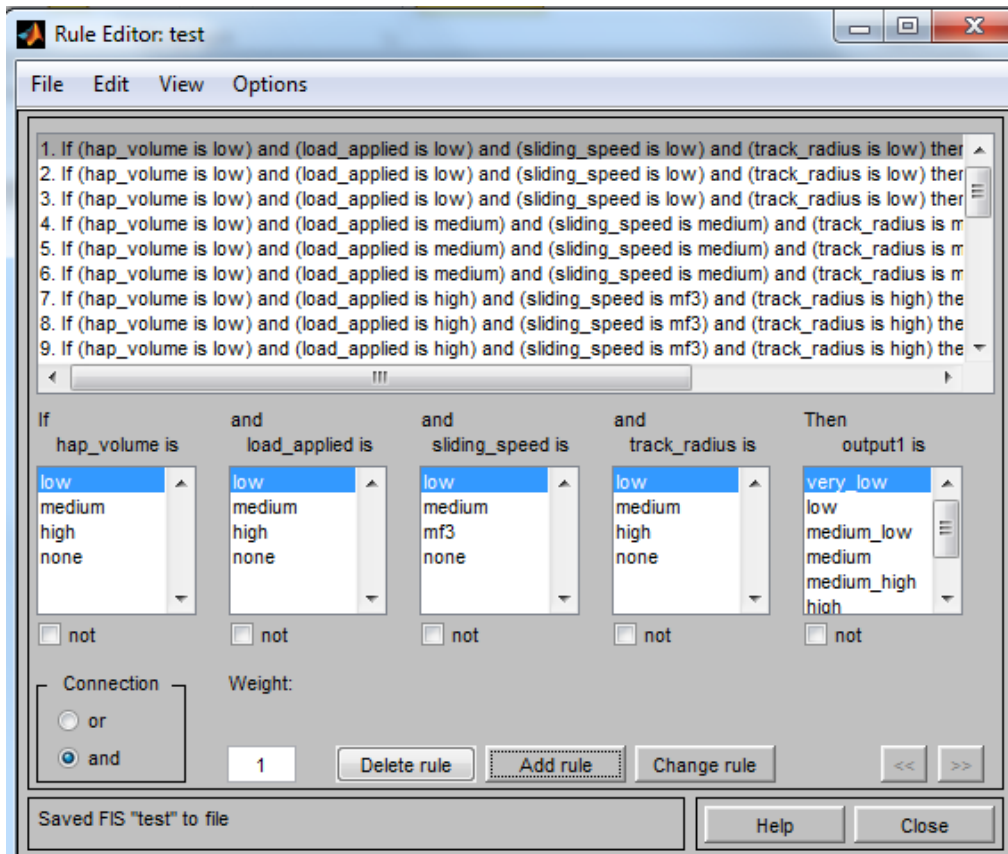 Rule Editor: test
File Edit View Options
1. If (hap_volume is low) and (load_applied is low) and (sliding_speed is low) and (track_radius is low) then
2. If (hap_volume is low) and (load_applied is low) and (sliding_speed is low) and (track_radius is low) then
3. If (hap_volume is low) and (load_applied is low) and (sliding_speed is low) and (track_radius is low) then
4. If (hap_volume is low) and (load_applied is medium) and (sliding_speed is medium) and (track_radius is m
5. If (hap_volume is low) and (load_applied is medium) and (sliding_speed is medium) and (track_radius is m
6. If (hap_volume is low) and (load_applied is medium) and (sliding_speed is medium) and (track_radius is m
7. If (hap_volume is low) and (load_applied is high) and (sliding_speed is mf3) and (track_radius is high) the
8. If (hap_volume is low) and (load_applied is high) and (sliding_speed is mf3) and (track_radius is high) the
9. If (hap_volume is low) and (load_applied is high) and (sliding_speed is mf3) and (track_radius is high) the
If and and and Then
hap_volume is load_applied is sliding_speed is track_radius is output1 is
low low low low very_low
medium medium medium medium low
high high mf3 high medium_low
none none none none medium
medium_high
high
not not not not not
Connection Weight:
or
and 1 Delete rule Add rule Change rule << >>
Saved FIS "test" to file Help Close